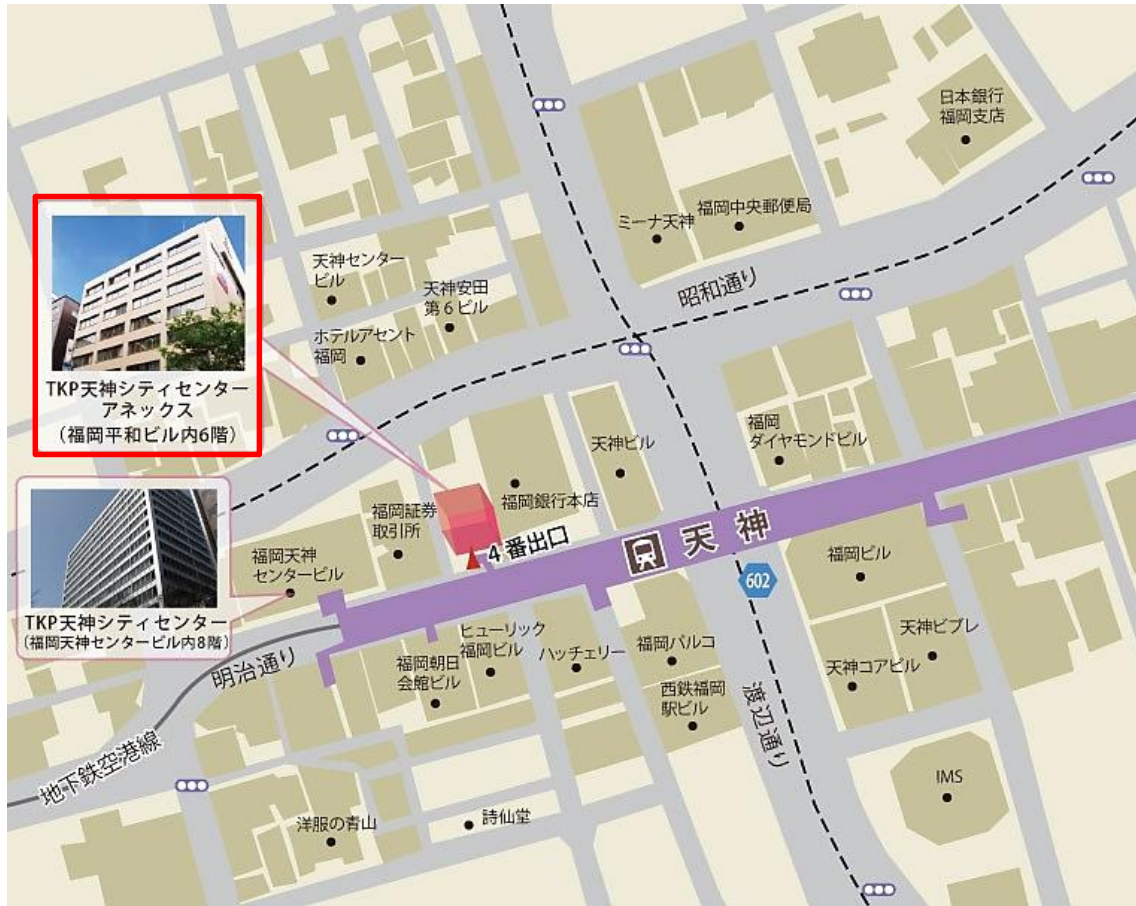 日本銀行
福岡支店
福岡中央郵便局
ミーナ天神
昭和通り
天神センター
ビル
天神安田
第6ビル
ホテルアセント
福岡
TKP天神シティセンター
アネックス
(福岡平和ビル内6階)
福岡
ダイヤモンドビル
天神ビル
福岡銀行本店
福岡証券
取引所
4番出口
天神
福岡天神
センタービル
TKP天神シティセンター
(福岡天神センタービル内8階)
602
福岡ビル
明治通り
福岡朝日
会館ビル
ヒューリック
福岡ビル
ハッチェリー
福岡パルコ
西鉄福岡
駅ビル
渡辺通り
天神コアビル
天神ビブレ
地下鉄空港線
IMS
洋服の青山
詩仙堂